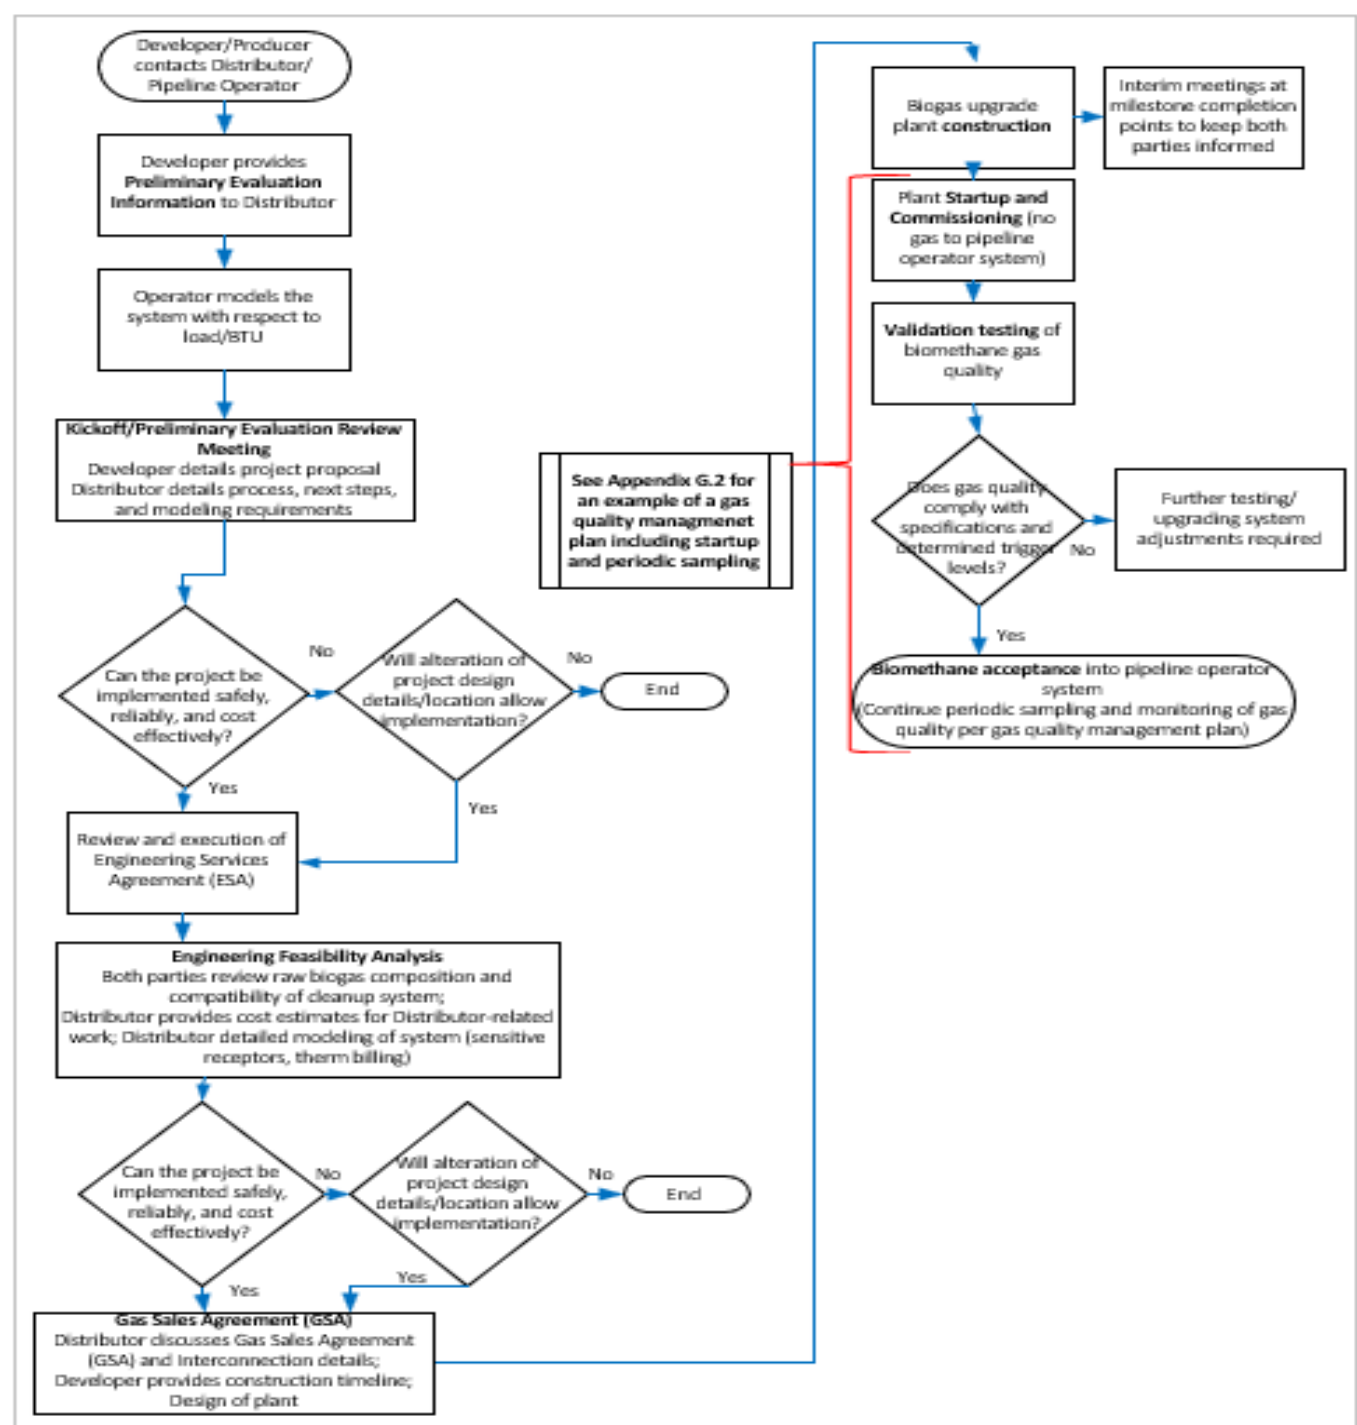 Developer/Producer
contacts Distributor/
Pipeline Operator
Developer provides
Preliminary Evaluation
Information to Distributor
Operator models the
system with respect to
load/BTU
Kickoff/Preliminary Evaluation Review
Meeting
Developer details project proposal
Distributor details process, next steps,
and modeling requirements
Can the project be
implemented safely,
reliably, and cost
effectively?
No
Will alteration of
project design
details/location allow
implementation?
No
End
Yes
Yes
Review and execution of
Engineering Services
Agreement (ESA)
Engineering Feasibility Analysis
Both parties review raw biogas composition and
compatibility of cleanup system;
Distributor provides cost estimates for Distributor-related
work; Distributor detailed modeling of system (sensitive
receptors, therm billing)
Can the project be
implemented safely,
reliably, and cost
effectively?
No
Will alteration of
project design
details/location allow
implementation?
No
End
Yes
Yes
Gas Sales Agreement (GSA)
Distributor discusses Gas Sales Agreement
(GSA) and Interconnection details;
Developer provides construction timeline;
Design of plant
Biogas upgrade
plant construction
Interim meetings at
milestone completion
points to keep both
parties informed
Plant Startup and
Commissioning (no
gas to pipeline
operator system)
Validation testing of
biomethane gas
quality
See Appendix G.2 for
an example of a gas
quality managmenet
plan including startup
and periodic sampling
Does gas quality
comply with
specifications and
determined trigger
levels?
No
Further testing/
upgrading system
adjustments required
Yes
Biomethane acceptance into pipeline operator
system
(Continue periodic sampling and monitoring of gas
quality per gas quality management plan)